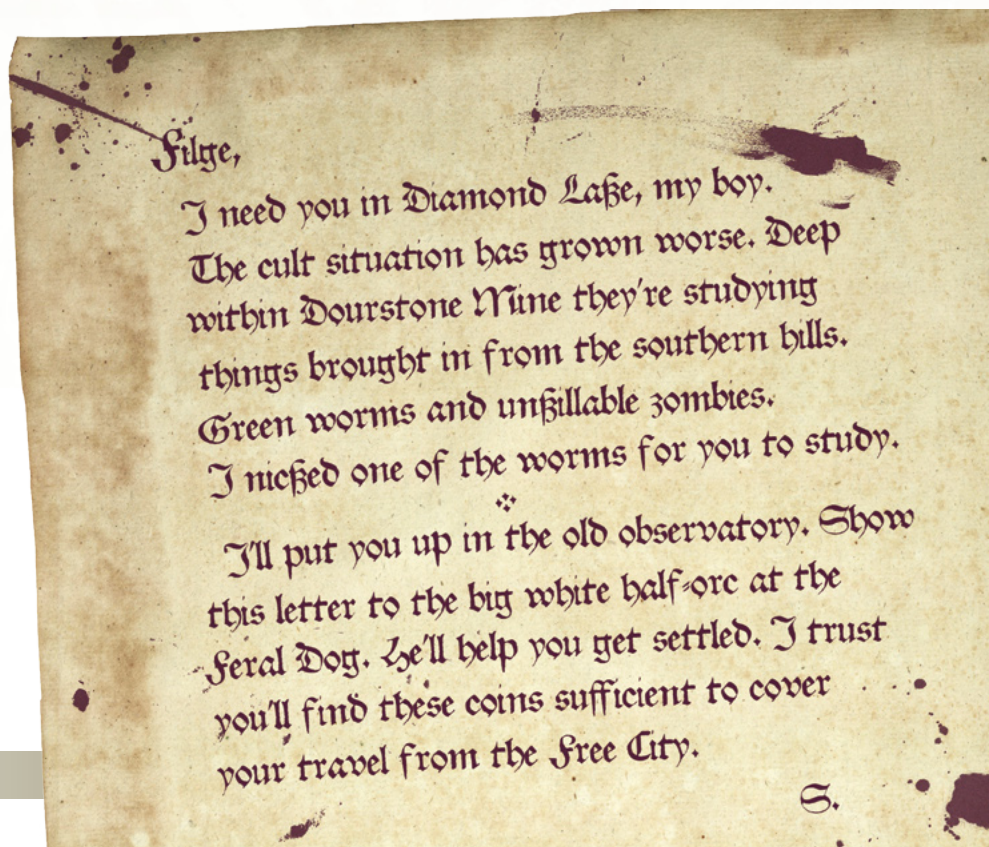 Filge,
I need you in Diamond Lake, my boy.
The cult situation has grown worse. Deep
within Dourstone Mine they're studying
things brought in from the southern hills.
Green worms and unkillable zombies.
I nicked one of the worms for you to study.
I'll put you up in the old observatory. Show
this letter to the big white half-orc at the
Feral Dog. He'll help you get settled. I trust
you'll find these coins sufficient to cover
your travel from the Free City.
S.